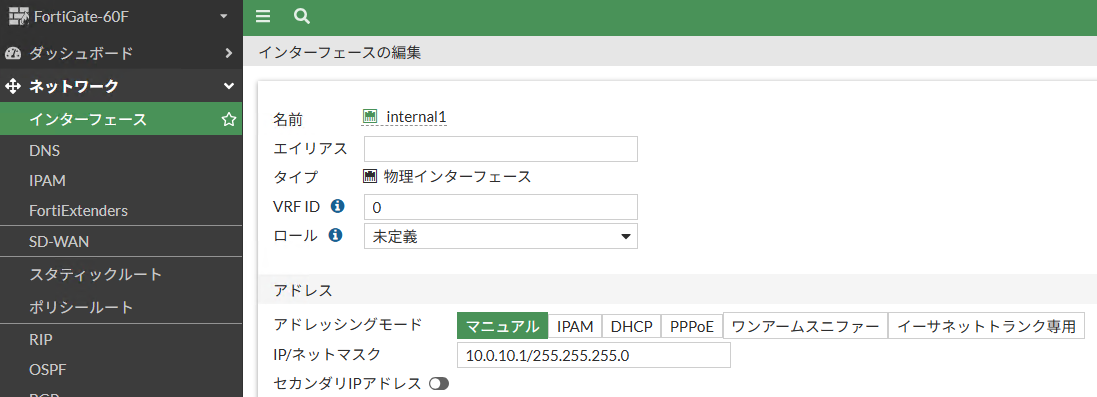 FortiGate-60F
ダッシュボード
ネットワーク
インターフェース
DNS
IPAM
FortiExtenders
SD-WAN
スタティックルート
ポリシールート
RIP
OSPF
インターフェースの編集
名前 internal1
エイリアス
タイプ 物理インターフェース
VRF ID 0
ロール 未定義
アドレス
アドレッシングモード マニュアル IPAM DHCP PPPoE ワンアームスニファー イーサネットトランク専用
IP/ネットマスク 10.0.10.1/255.255.255.0
セカンダリIPアドレス